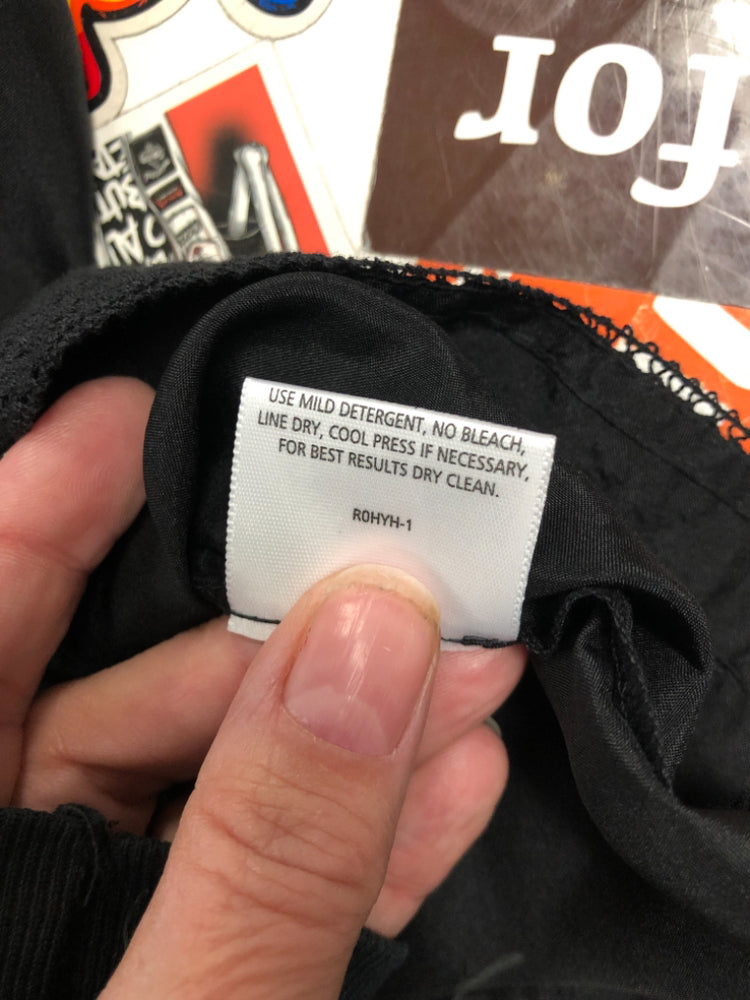 for
USE MILD DETERGENT, NO BLEACH,
LINE DRY, COOL PRESS IF NECESSARY,
FOR BEST RESULTS DRY CLEAN.
R0HYH-1